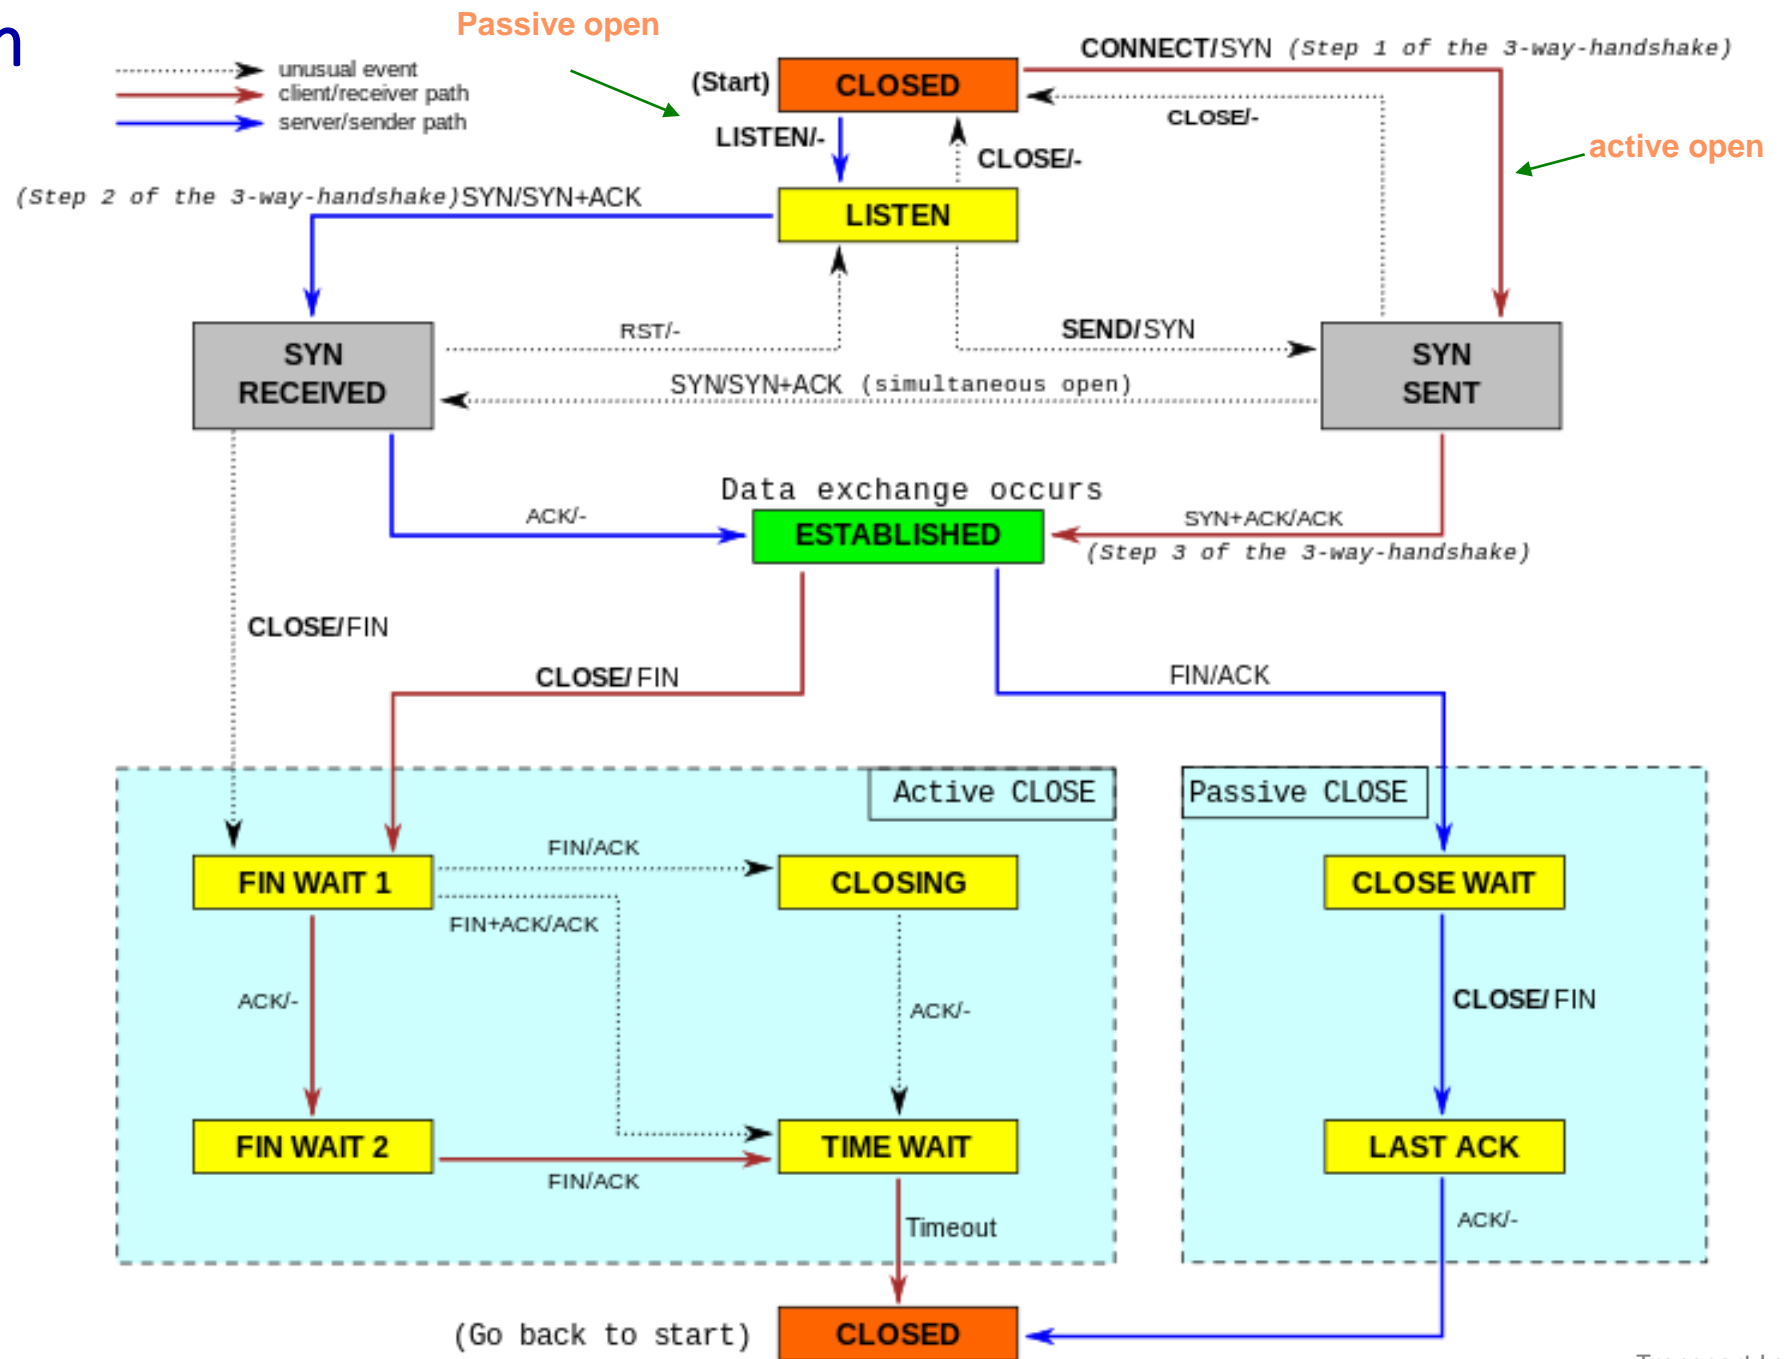 n
Passive open
unusual event
client/receiver path
server/sender path
(Start)
CLOSED
CONNECT/SYN (Step 1 of the 3-way-handshake)
CLOSE/-
LISTEN/-
CLOSE/-
active open
(Step 2 of the 3-way-handshake)SYN/SYN+ACK
LISTEN
RST/-
SEND/SYN
SYN
RECEIVED
SYN
SENT
SYN/SYN+ACK (simultaneous open)
Data exchange occurs
ACK/-
ESTABLISHED
SYN+ACK/ACK
(Step 3 of the 3-way-handshake)
CLOSE/FIN
CLOSE/ FIN
FIN/ACK
Active CLOSE
Passive CLOSE
FIN/ACK
FIN WAIT 1
CLOSING
CLOSE WAIT
FIN+ACK/ACK
ACK/-
ACK/-
CLOSE/ FIN
FIN WAIT 2
TIME WAIT
LAST ACK
FIN/ACK
Timeout
ACK/-
(Go back to start)
CLOSED